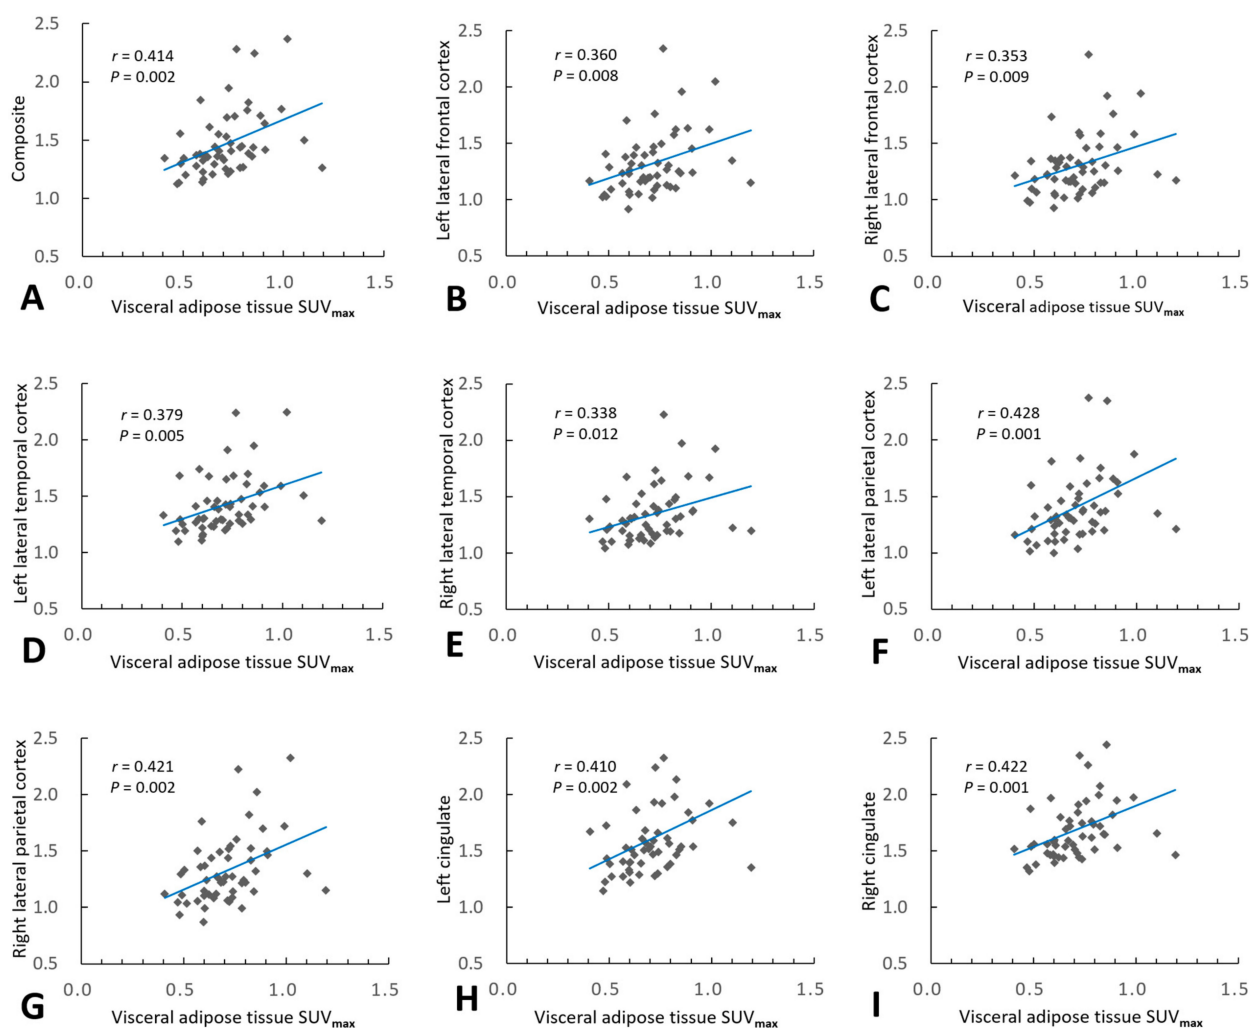 2.5
2.0
1.5
1.0
0.5
Composite
r = 0.414
P = 0.002
0.0 0.5 1.0 1.5
A Visceral adipose tissue SUVmax
2.5
2.0
1.5
1.0
0.5
Left lateral frontal cortex
r = 0.360
P = 0.008
0.0 0.5 1.0 1.5
B Visceral adipose tissue SUVmax
2.5
2.0
1.5
1.0
0.5
Right lateral frontal cortex
r = 0.353
P = 0.009
0.0 0.5 1.0 1.5
C Visceral adipose tissue SUVmax
2.5
2.0
1.5
1.0
0.5
Left lateral temporal cortex
r = 0.379
P = 0.005
0.0 0.5 1.0 1.5
D Visceral adipose tissue SUVmax
2.5
2.0
1.5
1.0
0.5
Right lateral temporal cortex
r = 0.338
P = 0.012
0.0 0.5 1.0 1.5
E Visceral adipose tissue SUVmax
2.5
2.0
1.5
1.0
0.5
Left lateral parietal cortex
r = 0.428
P = 0.001
0.0 0.5 1.0 1.5
F Visceral adipose tissue SUVmax
2.5
2.0
1.5
1.0
0.5
Right lateral parietal cortex
r = 0.421
P = 0.002
0.0 0.5 1.0 1.5
G Visceral adipose tissue SUVmax
2.5
2.0
1.5
1.0
0.5
Left cingulate
r = 0.410
P = 0.002
0.0 0.5 1.0 1.5
H Visceral adipose tissue SUVmax
2.5
2.0
1.5
1.0
0.5
Right cingulate
r = 0.422
P = 0.001
0.0 0.5 1.0 1.5
I Visceral adipose tissue SUVmax